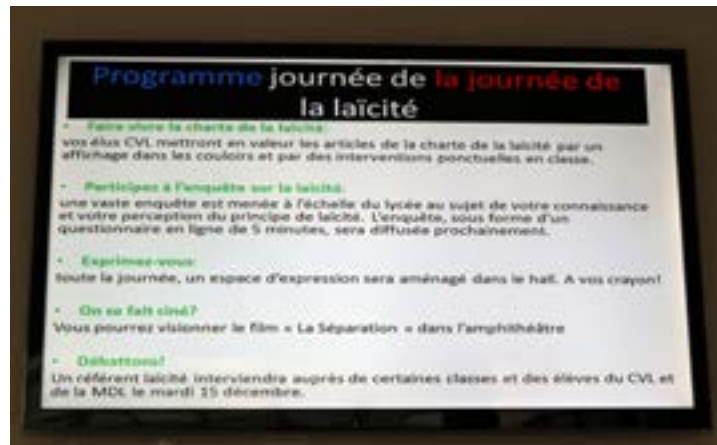 Programme journée de la journée de
la laïcité
• Faire vivre la charte de la laïcité:
vos élus CVL mettront en valeur les articles de la charte de la laïcité par un
affichage dans les couloirs et par des interventions ponctuelles en classe.
• Participez à l'enquête sur la laïcité:
une vaste enquête est menée à l'échelle du lycée au sujet de votre connaissance
et votre perception du principe de laïcité. L'enquête, sous forme d'un
questionnaire en ligne de 5 minutes, sera diffusée prochainement.
• Exprimez-vous:
toute la journée, un espace d'expression sera aménagé dans le hall. A vos crayon!
• On se fait ciné?
Vous pourrez visionner le film « La Séparation « dans l'amphithéâtre
• Débattons!
Un référent laïcité interviendra auprès de certaines classes et des élèves du CVL et
de la MDL le mardi 15 décembre.